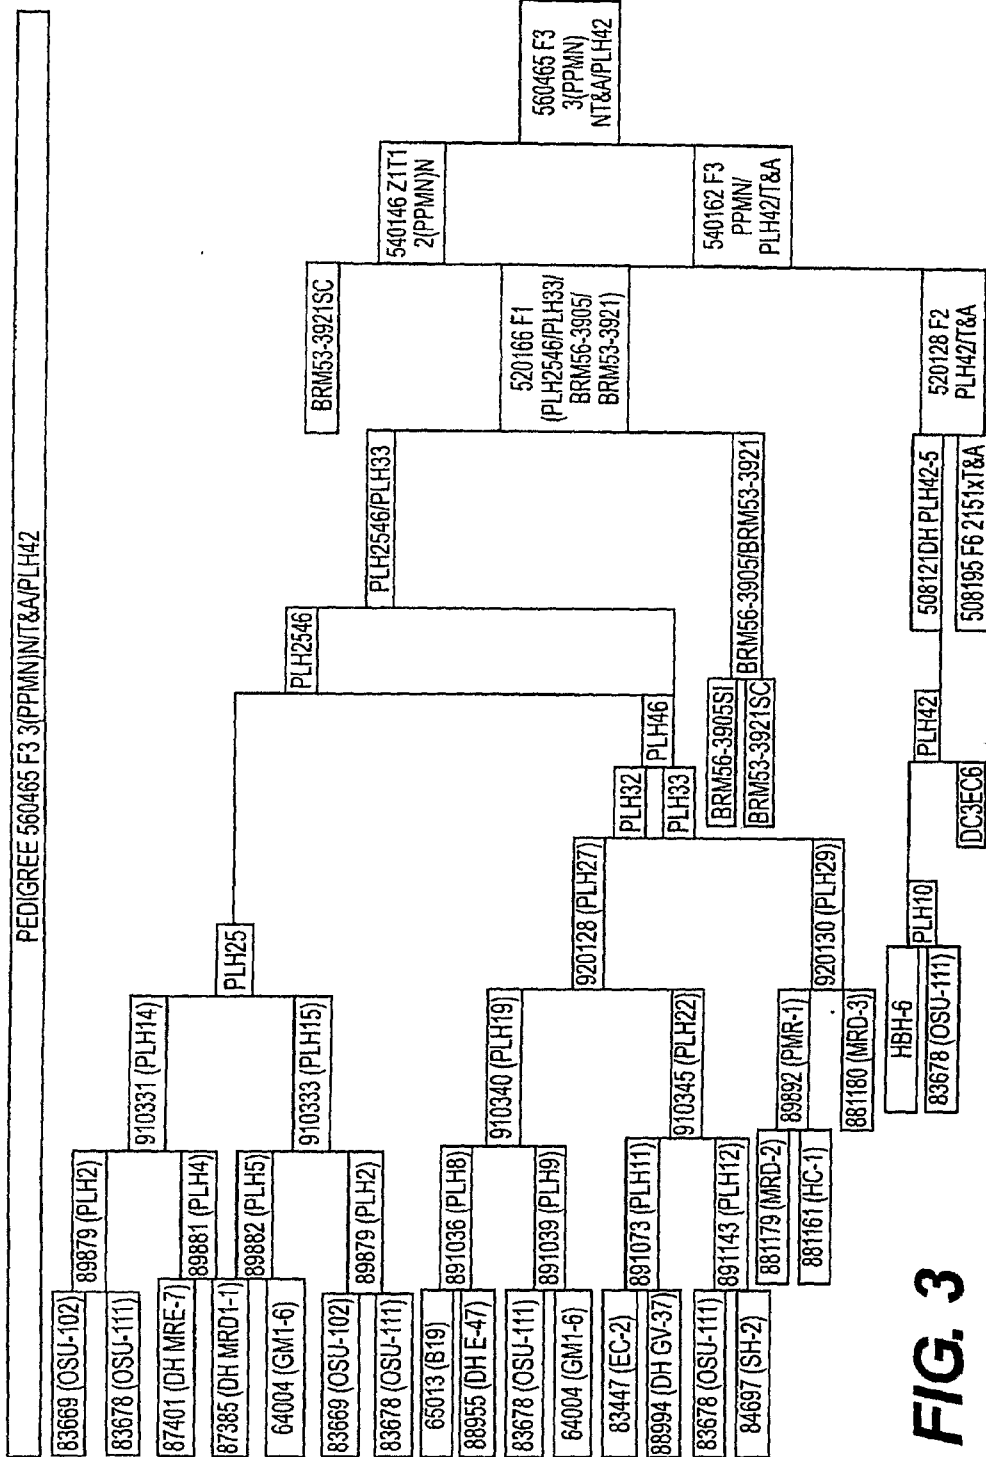 PEDIGREE 560465 F3 3(PPMN)N/T&A/PLH42
83669 (OSU-102)
83678 (OSU-111)
87401 (DH MRE-7)
87385 (DH MRD1-1)
64004 (GM1-6)
83669 (OSU-102)
83678 (OSU-111)
65013 (B19)
88955 (DH E-47)
83678 (OSU-111)
64004 (GM1-6)
83447 (EC-2)
88994 (DH GV-37)
83678 (OSU-111)
84697 (SH-2)
89879 (PLH2)
89881 (PLH4)
89882 (PLH5)
89879 (PLH2)
891036 (PLH8)
891039 (PLH9)
891073 (PLH11)
891143 (PLH12)
881179 (MRD-2)
881161 (HC-1)
910331 (PLH14)
910333 (PLH15)
910340 (PLH19)
910345 (PLH22)
89892 (PMR-1)
881180 (MRD-3)
HBH-6
83678 (OSU-111)
PLH25
920128 (PLH27)
920130 (PLH29)
PLH10
PLH32
PLH33
BRM56-3905SI
BRM53-3921SC
DC3EC6
PLH46
PLH42
PLH2546
PLH2546/PLH33
BRM56-3905/BRM53-3921
508121DH PLH42-5
508195 F6 2151xT&A
BRM53-3921SC
520166 F1
(PLH2546/PLH33/
BRM56-3905/
BRM53-3921)
520128 F2
PLH42/T&A
540146 Z1T1
2(PPMN)N
540162 F3
PPMN/
PLH42/T&A
560465 F3
3(PPMN)
NT&A/PLH42
FIG. 3